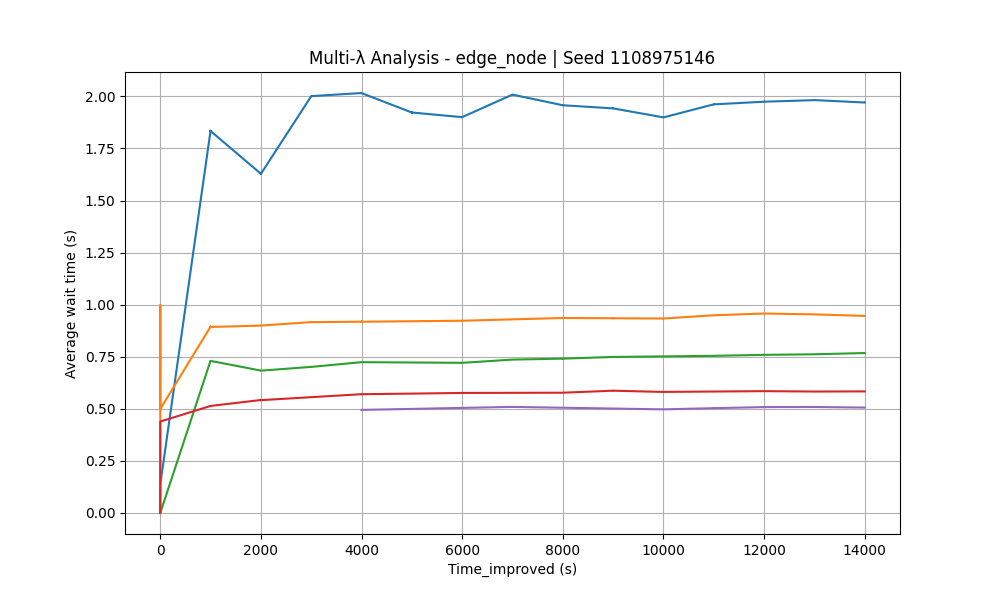 Multi-λ Analysis - edge_node | Seed 1108975146
Average wait time (s)
2.00
1.75
1.50
1.25
1.00
0.75
0.50
0.25
0.00
0 2000 4000 6000 8000 10000 12000 14000
Time_improved (s)